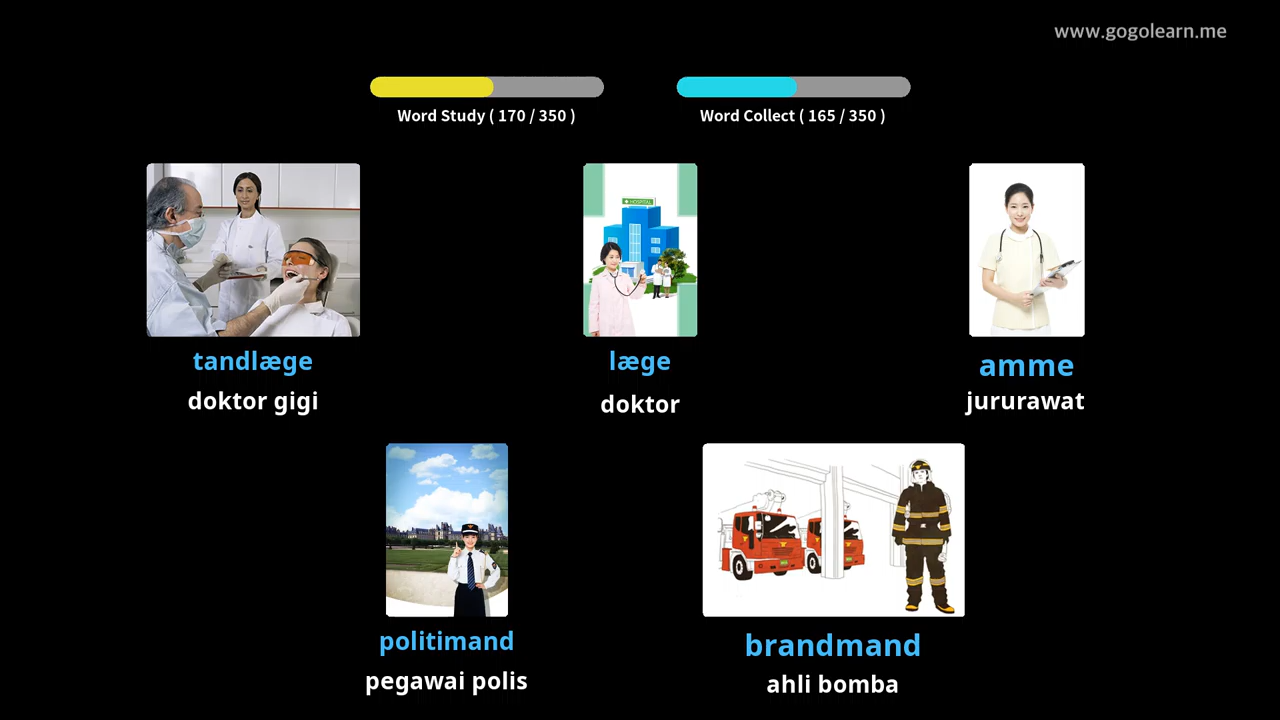 www.gogolearn.me
Word Study ( 170 / 350 )
Word Collect ( 165 / 350 )
HOSPITAL
tandlæge
doktor gigi
læge
doktor
amme
jururawat
politimand
pegawai polis
brandmand
ahli bomba